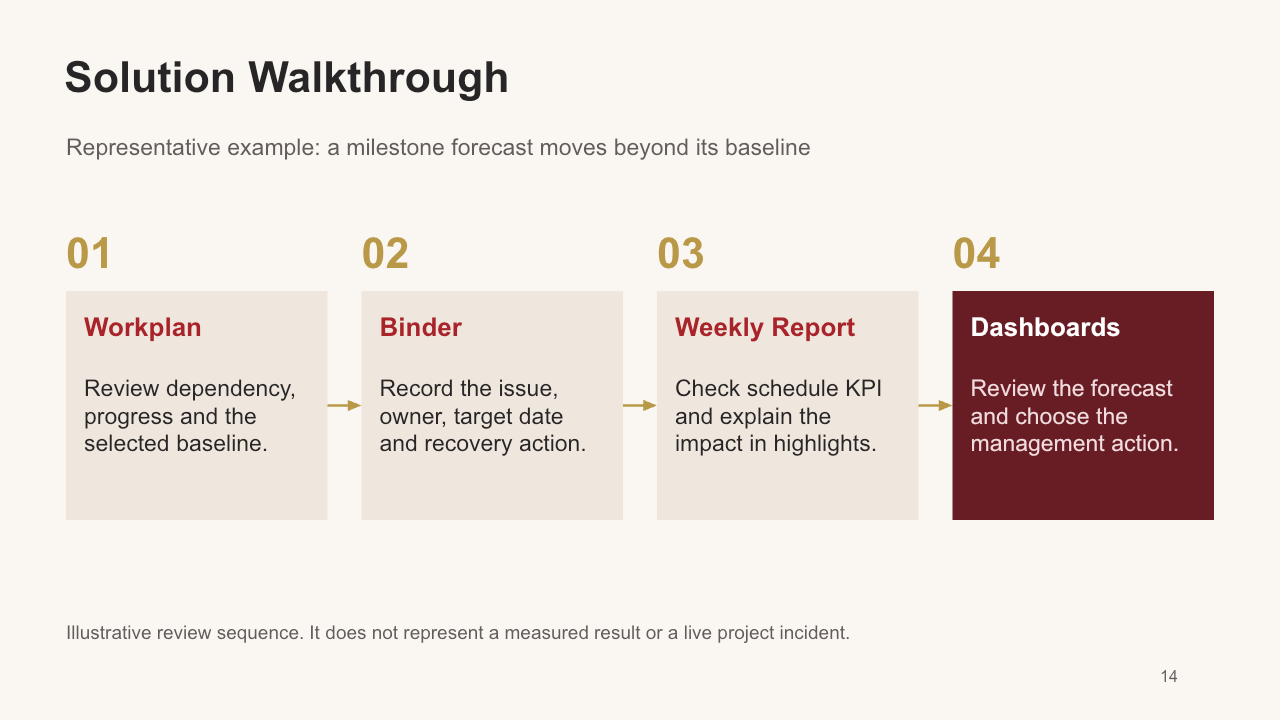 Solution Walkthrough
Representative example: a milestone forecast moves beyond its baseline
01
Workplan
Review dependency,
progress and the
selected baseline.
02
Binder
Record the issue,
owner, target date
and recovery action.
03
Weekly Report
Check schedule KPI
and explain the
impact in highlights.
04
Dashboards
Review the forecast
and choose the
management action.
Illustrative review sequence. It does not represent a measured result or a live project incident.
14